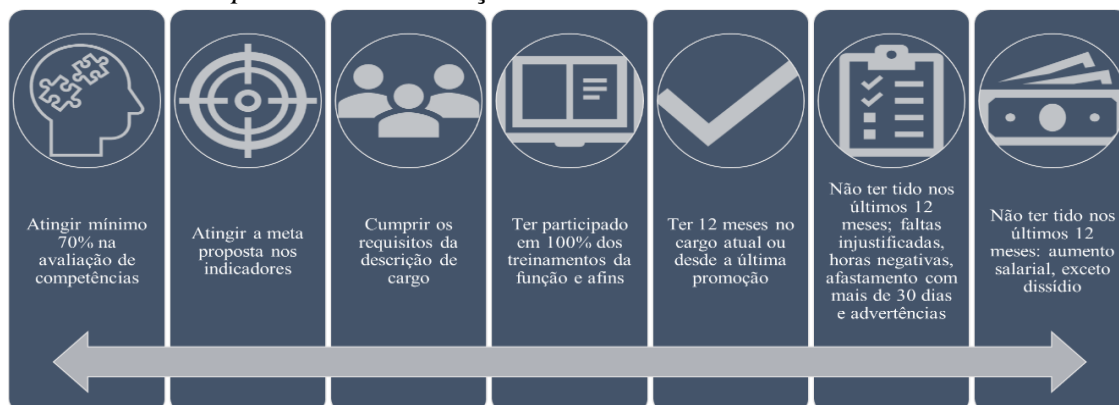 Atingir mínimo
70% na
avaliação de
competências
Atingir a meta
proposta nos
indicadores
Cumprir os
requisitos da
descrição de
cargo
Ter participado
em 100% dos
treinamentos da
função e afins
Ter 12 meses no
cargo atual ou
desde a última
promoção
Não ter tido nos
últimos 12
meses; faltas
injustificadas,
horas negativas,
afastamento com
mais de 30 dias
e advertências
Não ter tido nos
últimos 12
meses: aumento
salarial, exceto
dissídio